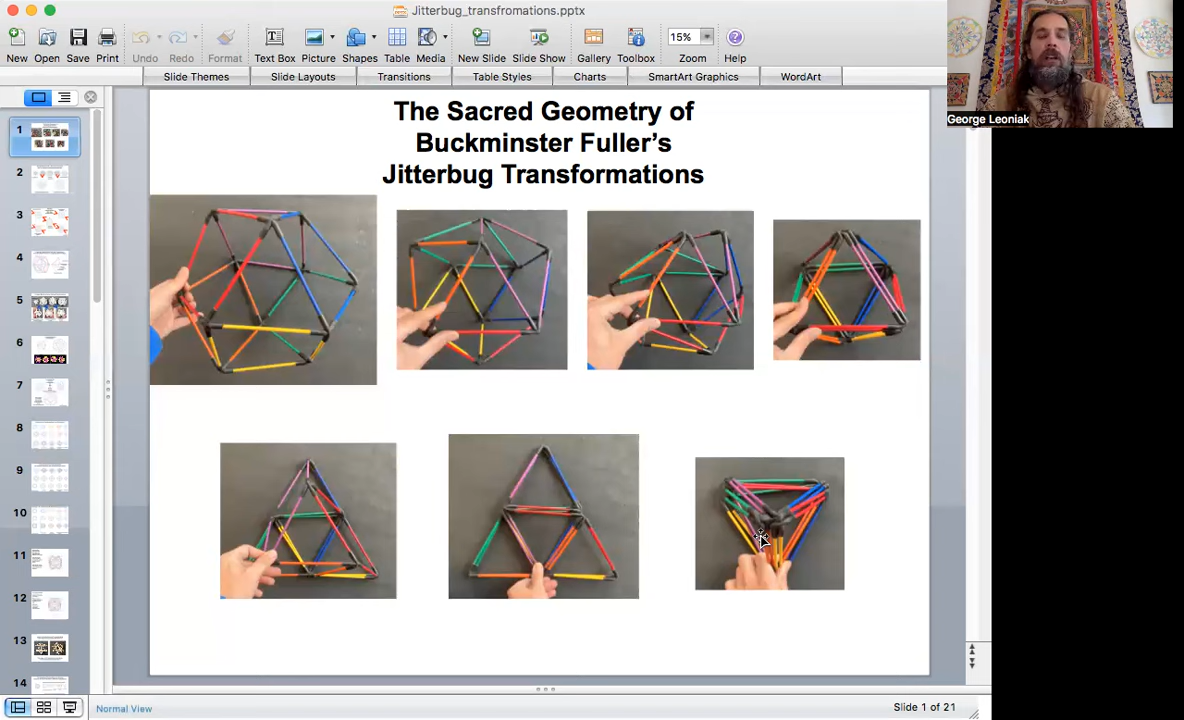 Jitterbug_transfromations.pptx
New Open Save Print Undo Redo Format Text Box Picture Shapes Table Media New Slide Slide Show Gallery Toolbox Zoom Help
15%
Slide Themes Slide Layouts Transitions Table Styles Charts SmartArt Graphics WordArt
George Leoniak
The Sacred Geometry of
Buckminster Fuller’s
Jitterbug Transformations
1
2
3
4
5
6
7
8
9
10
11
12
13
14
Normal View
Slide 1 of 21